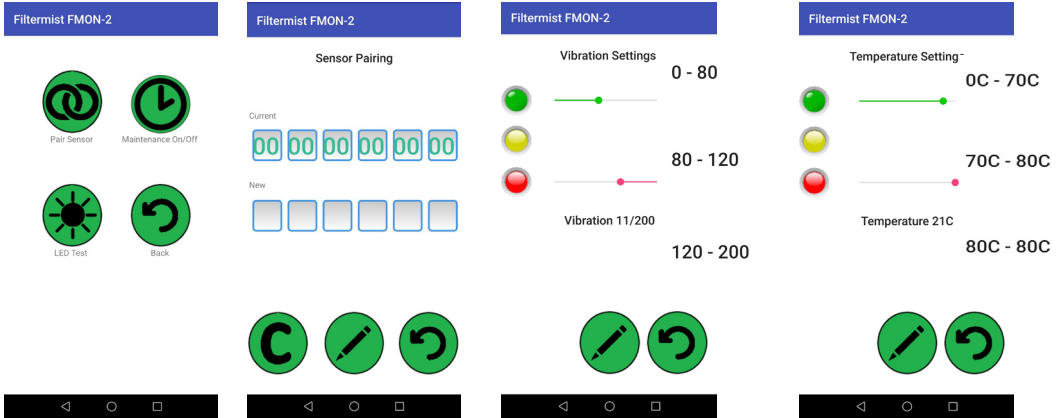 Filtermist FMON-2
Pair Sensor
Maintenance On/Off
LED Test
Back
Filtermist FMON-2
Sensor Pairing
Current
00 00 00 00 00 00
New
C
Filtermist FMON-2
Vibration Settings
0 - 80
80 - 120
Vibration 11/200
120 - 200
Filtermist FMON-2
Temperature Setting
0C - 70C
70C - 80C
Temperature 21C
80C - 80C